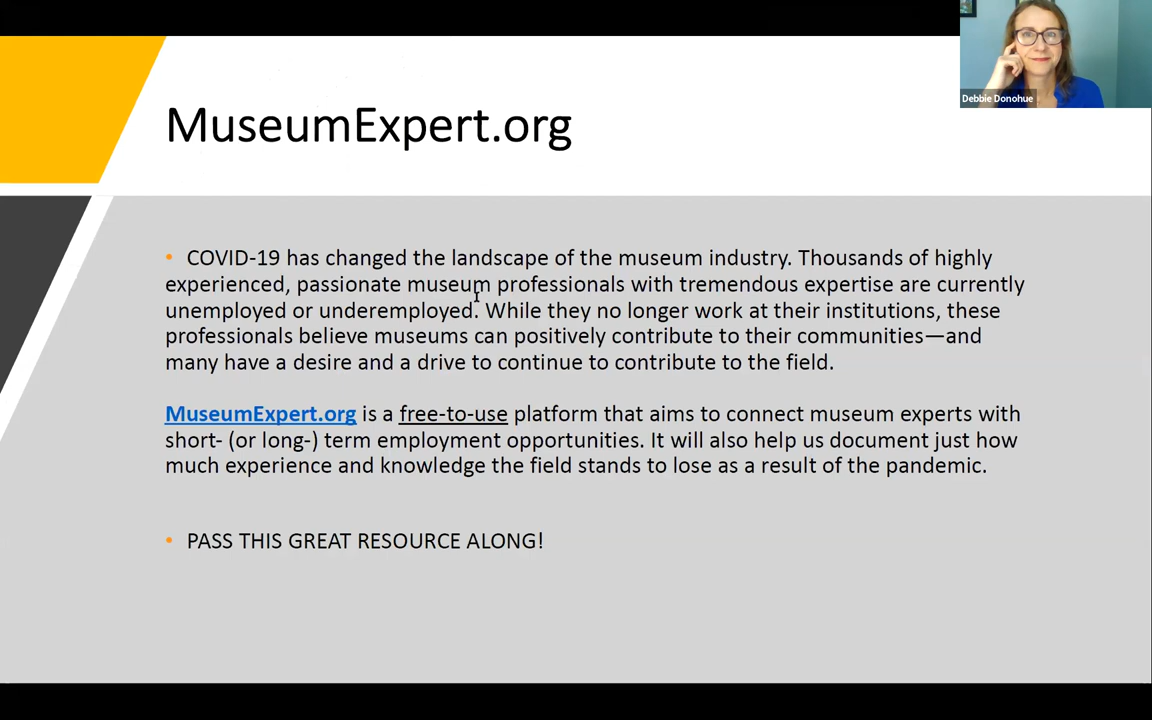 MuseumExpert.org
Debbie Donohue
• COVID-19 has changed the landscape of the museum industry. Thousands of highly
experienced, passionate museum professionals with tremendous expertise are currently
unemployed or underemployed. While they no longer work at their institutions, these
professionals believe museums can positively contribute to their communities—and
many have a desire and a drive to continue to contribute to the field.
MuseumExpert.org is a free-to-use platform that aims to connect museum experts with
short- (or long-) term employment opportunities. It will also help us document just how
much experience and knowledge the field stands to lose as a result of the pandemic.
• PASS THIS GREAT RESOURCE ALONG!